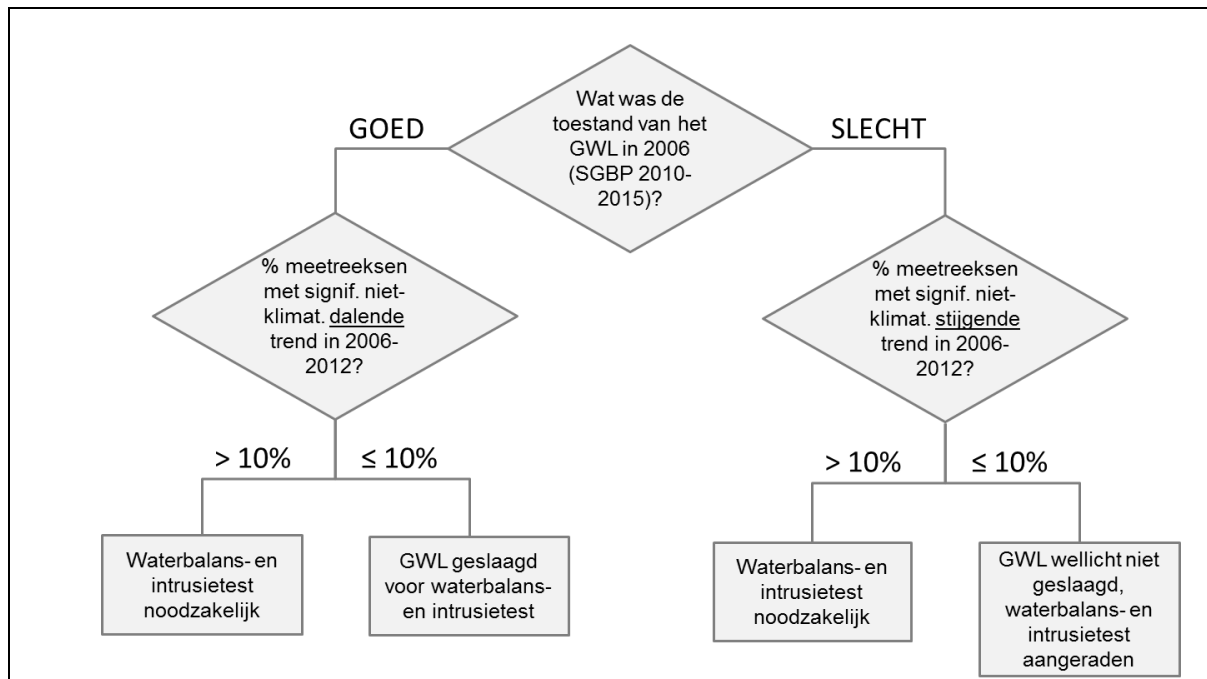 Wat was de
toestand van het
GWL in 2006
(SGBP 2010-
2015)?
GOED
SLECHT
% meetreeksen
met signif. niet-
klimat. dalende
trend in 2006-
2012?
% meetreeksen
met signif. niet-
klimat. stijgende
trend in 2006-
2012?
> 10%
≤ 10%
> 10%
≤ 10%
Waterbalans- en
intrusietest
noodzakelijk
GWL geslaagd
voor waterbalans-
en intrusietest
Waterbalans- en
intrusietest
noodzakelijk
GWL wellicht niet
geslaagd,
waterbalans- en
intrusietest
aangeraden